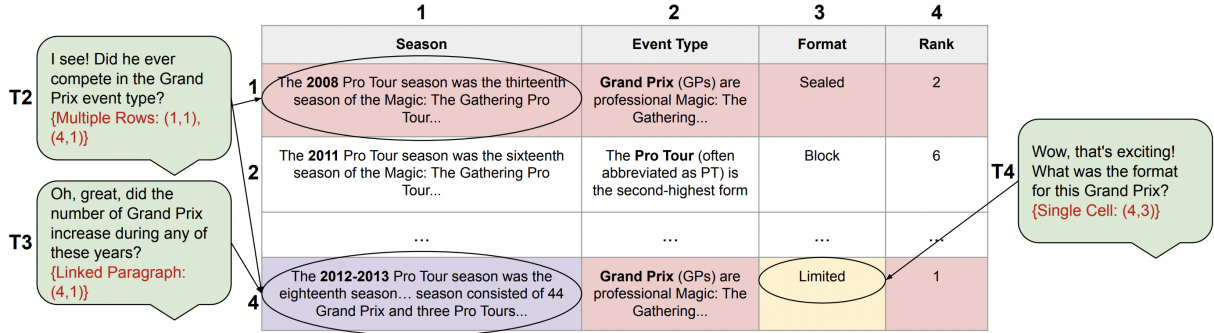 1 2 3 4
Season Event Type Format Rank
T2
I see! Did he ever
compete in the Grand
Prix event type?
{Multiple Rows: (1,1),
(4,1)}
1
The 2008 Pro Tour season was the thirteenth
season of the Magic: The Gathering Pro
Tour...
Grand Prix (GPs) are
professional Magic: The
Gathering...
Sealed
2
2
The 2011 Pro Tour season was the sixteenth
season of the Magic: The Gathering Pro
Tour...
The Pro Tour (often
abbreviated as PT) is
the second-highest form
Block
6
T3
Oh, great, did the
number of Grand Prix
increase during any of
these years?
{Linked Paragraph:
(4,1)}
... ... ... ...
4
The 2012-2013 Pro Tour season was the
eighteenth season... season consisted of 44
Grand Prix and three Pro Tours...
Grand Prix (GPs) are
professional Magic: The
Gathering...
Limited
1
T4
Wow, that's exciting!
What was the format
for this Grand Prix?
{Single Cell: (4,3)}